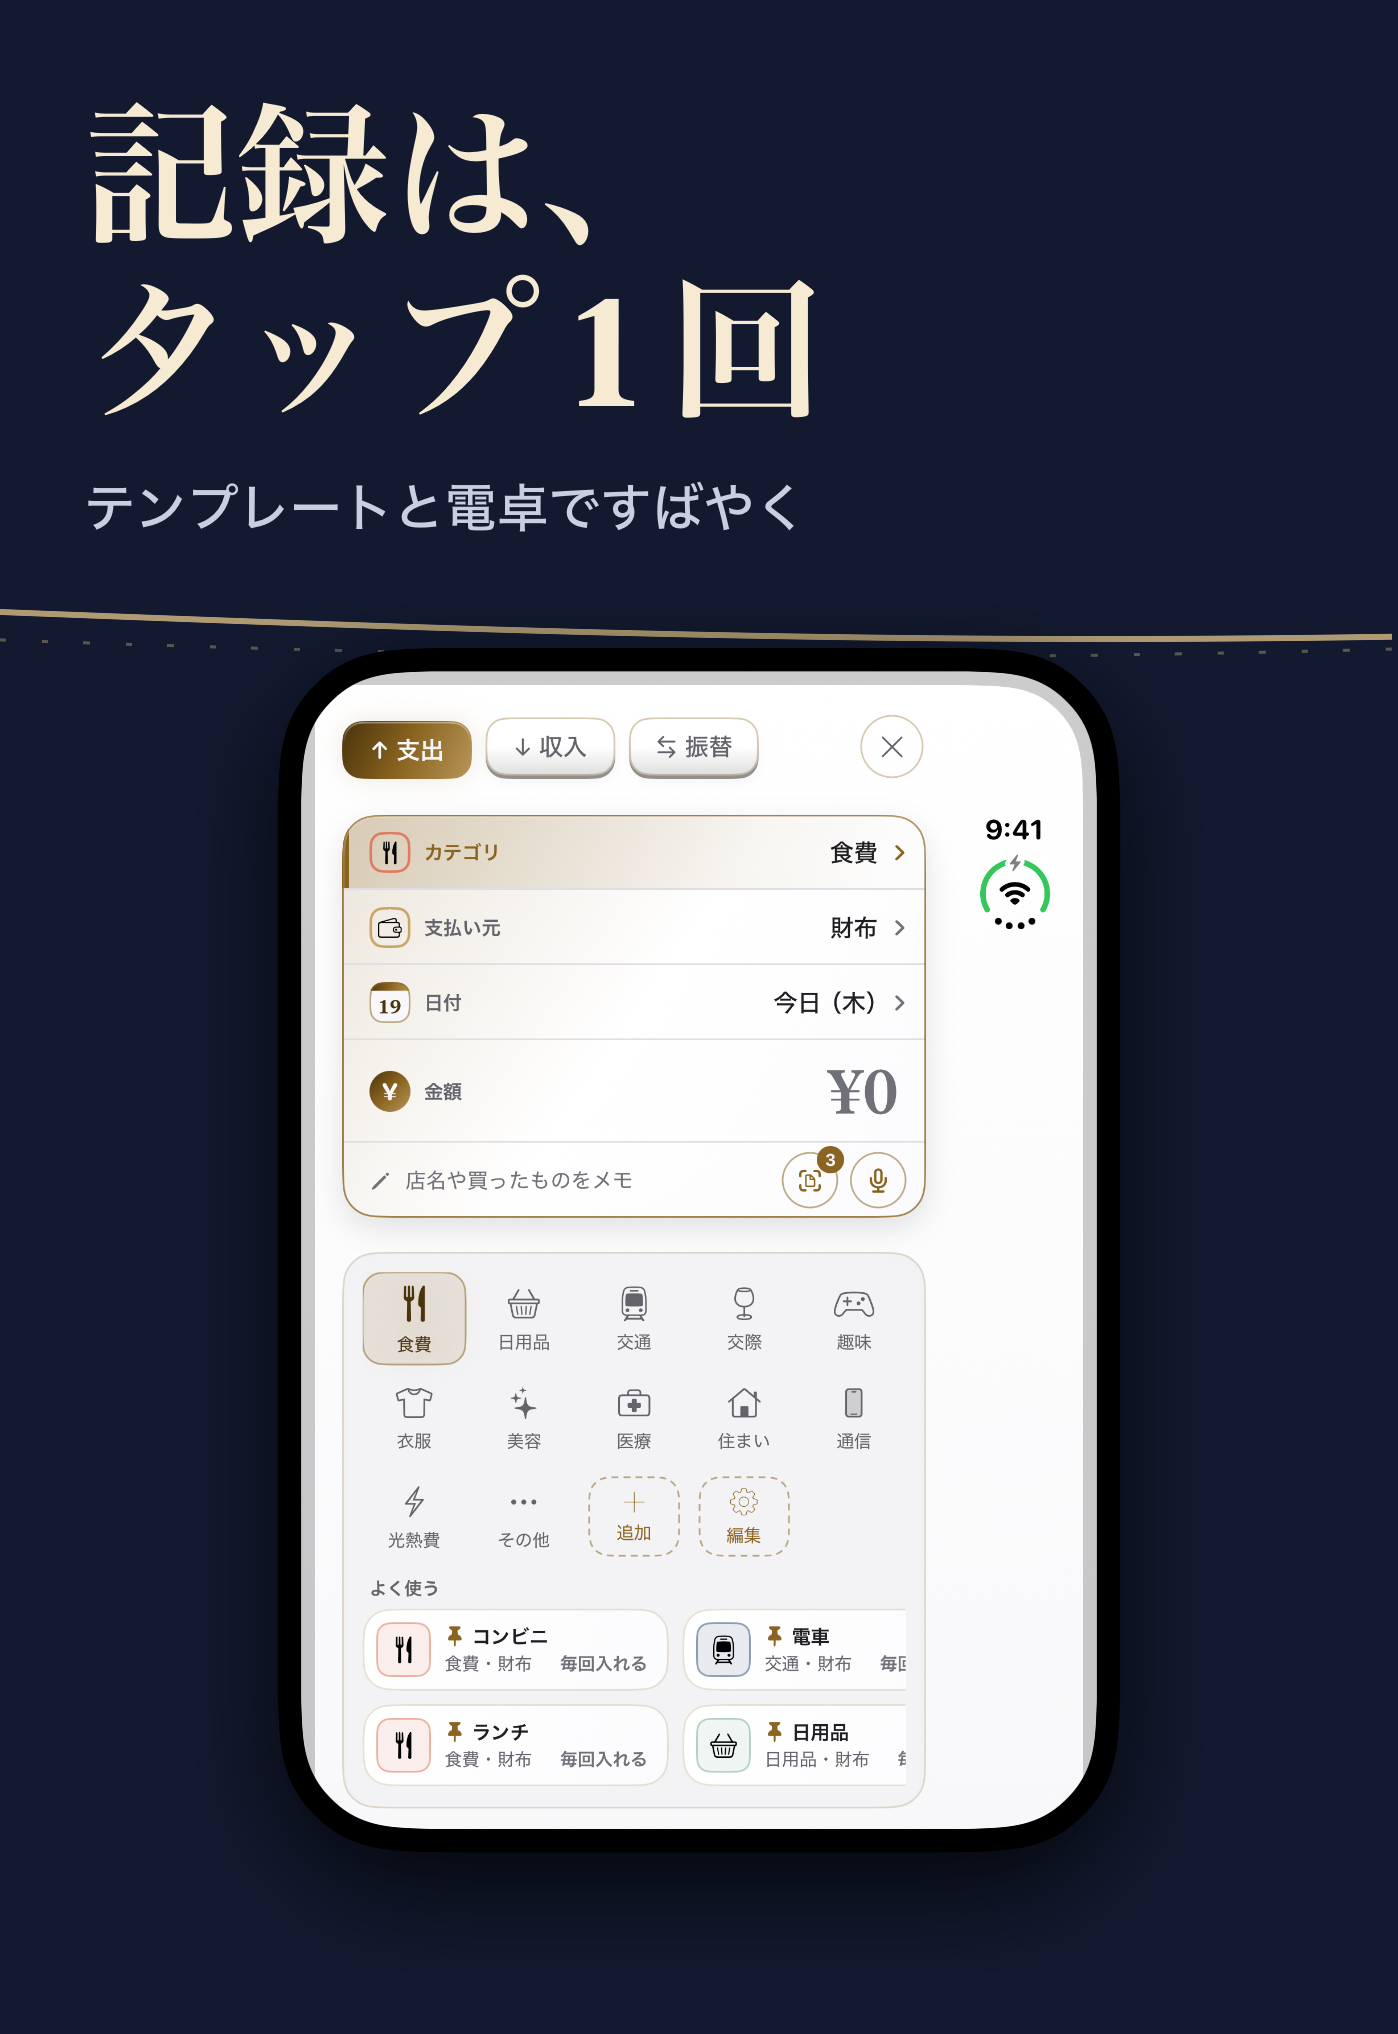 記録は、
タップ1回
テンプレートと電卓ですばやく
支出 収入 振替
9:41
カテゴリ 食費
支払い元 財布
19 日付 今日（木）
¥ 金額 ¥0
店名や買ったものをメモ 3
食費 日用品 交通 交際 趣味
衣服 美容 医療 住まい 通信
光熱費 その他 追加 編集
よく使う
コンビニ 電車
食費・財布 毎回入れる 交通・財布 毎
ランチ 日用品
食費・財布 毎回入れる 日用品・財布